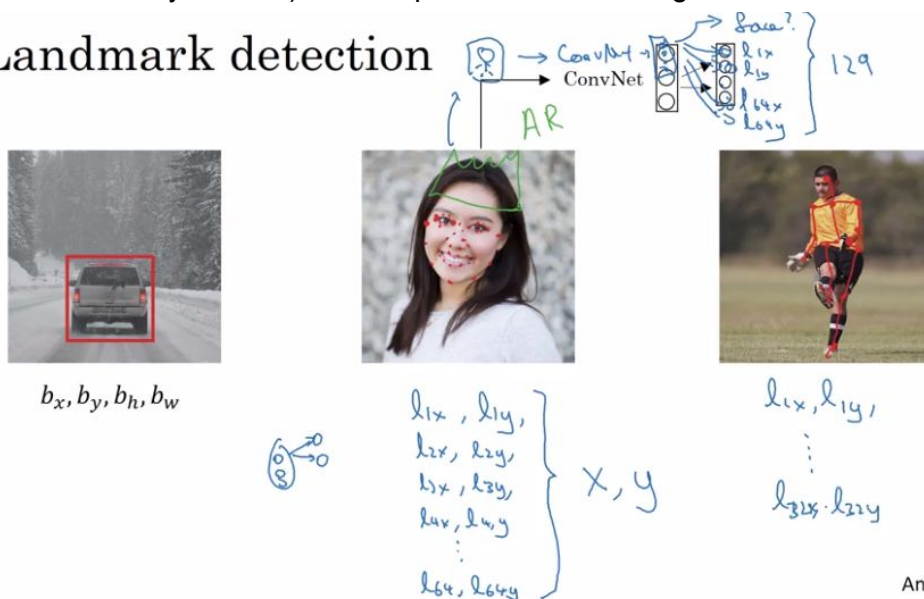 Landmark detection
→ ConvNet →
ConvNet
face?
l1x
l1y
l64x
l64y
129
AR
bx, by, bh, bw
l1x, l1y,
l2x, l2y,
l3x, l3y,
l4x, l4y
⋮
l64, l64y
x, y
l1x, l1y,
⋮
l32x, l32y
An